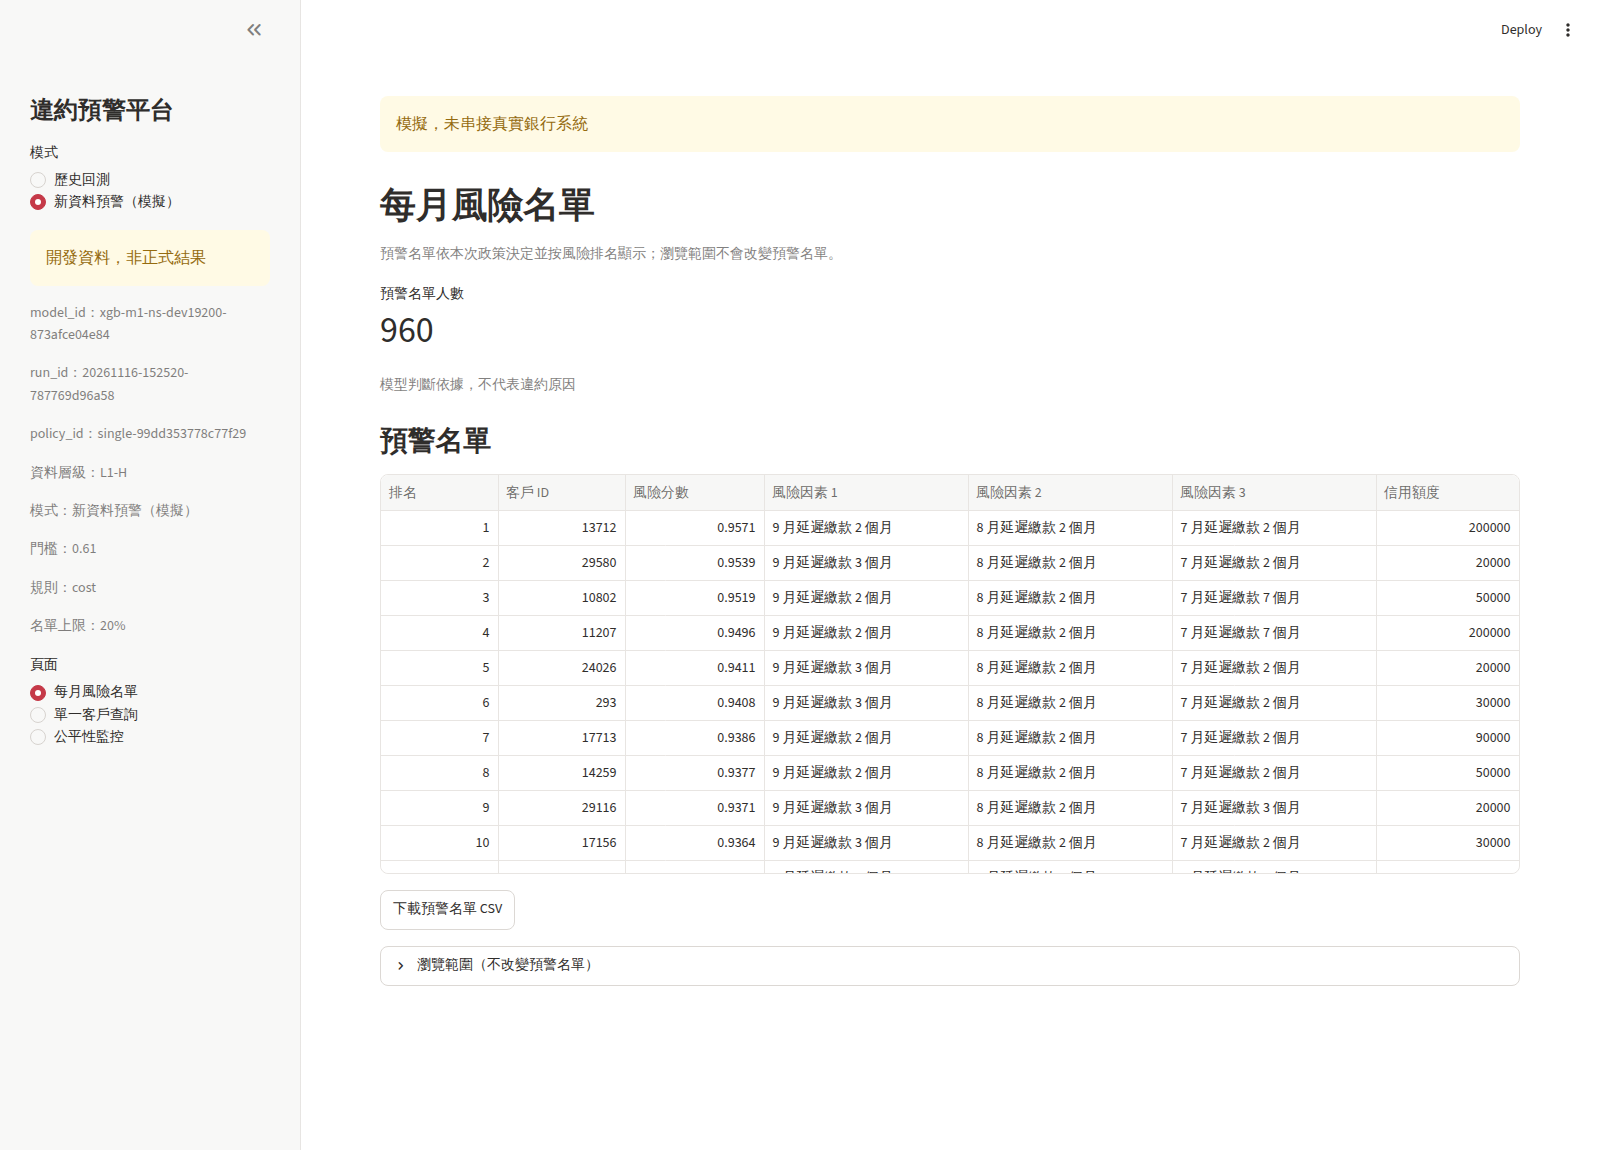 Deploy
違約預警平台
模式
歷史回測
新資料預警（模擬）
開發資料，非正式結果
model_id：xgb-m1-ns-dev19200-
873afce04e84
run_id：20261116-152520-
787769d96a58
policy_id：single-99dd353778c77f29
資料層級：L1-H
模式：新資料預警（模擬）
門檻：0.61
規則：cost
名單上限：20%
頁面
每月風險名單
單一客戶查詢
公平性監控
模擬，未串接真實銀行系統
每月風險名單
預警名單依本次政策決定並按風險排名顯示；瀏覽範圍不會改變預警名單。
預警名單人數
960
模型判斷依據，不代表違約原因
預警名單
排名 客戶 ID 風險分數 風險因素 1 風險因素 2 風險因素 3 信用額度
1 13712 0.9571 9 月延遲繳款 2 個月 8 月延遲繳款 2 個月 7 月延遲繳款 2 個月 200000
2 29580 0.9539 9 月延遲繳款 3 個月 8 月延遲繳款 2 個月 7 月延遲繳款 2 個月 20000
3 10802 0.9519 9 月延遲繳款 2 個月 8 月延遲繳款 2 個月 7 月延遲繳款 7 個月 50000
4 11207 0.9496 9 月延遲繳款 2 個月 8 月延遲繳款 2 個月 7 月延遲繳款 7 個月 200000
5 24026 0.9411 9 月延遲繳款 3 個月 8 月延遲繳款 2 個月 7 月延遲繳款 2 個月 20000
6 293 0.9408 9 月延遲繳款 3 個月 8 月延遲繳款 2 個月 7 月延遲繳款 2 個月 30000
7 17713 0.9386 9 月延遲繳款 2 個月 8 月延遲繳款 2 個月 7 月延遲繳款 2 個月 90000
8 14259 0.9377 9 月延遲繳款 2 個月 8 月延遲繳款 2 個月 7 月延遲繳款 2 個月 50000
9 29116 0.9371 9 月延遲繳款 3 個月 8 月延遲繳款 2 個月 7 月延遲繳款 3 個月 20000
10 17156 0.9364 9 月延遲繳款 3 個月 8 月延遲繳款 2 個月 7 月延遲繳款 2 個月 30000
下載預警名單 CSV
瀏覽範圍（不改變預警名單）